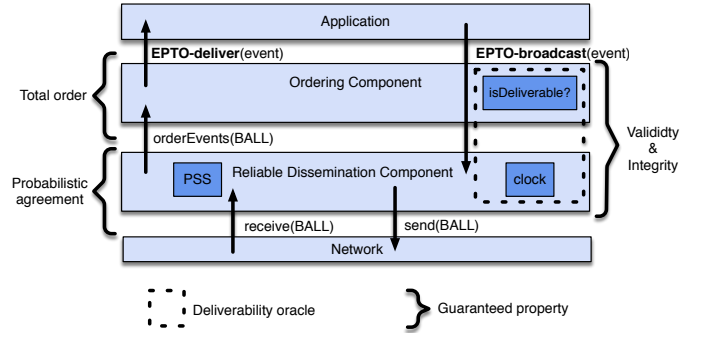 Application
EPTO-deliver(event)
EPTO-broadcast(event)
Total order
Ordering Component
isDeliverable?
orderEvents(BALL)
Validity
&
Integrity
Probabilistic
agreement
PSS
Reliable Dissemination Component
clock
receive(BALL)
send(BALL)
Network
Deliverability oracle
Guaranteed property